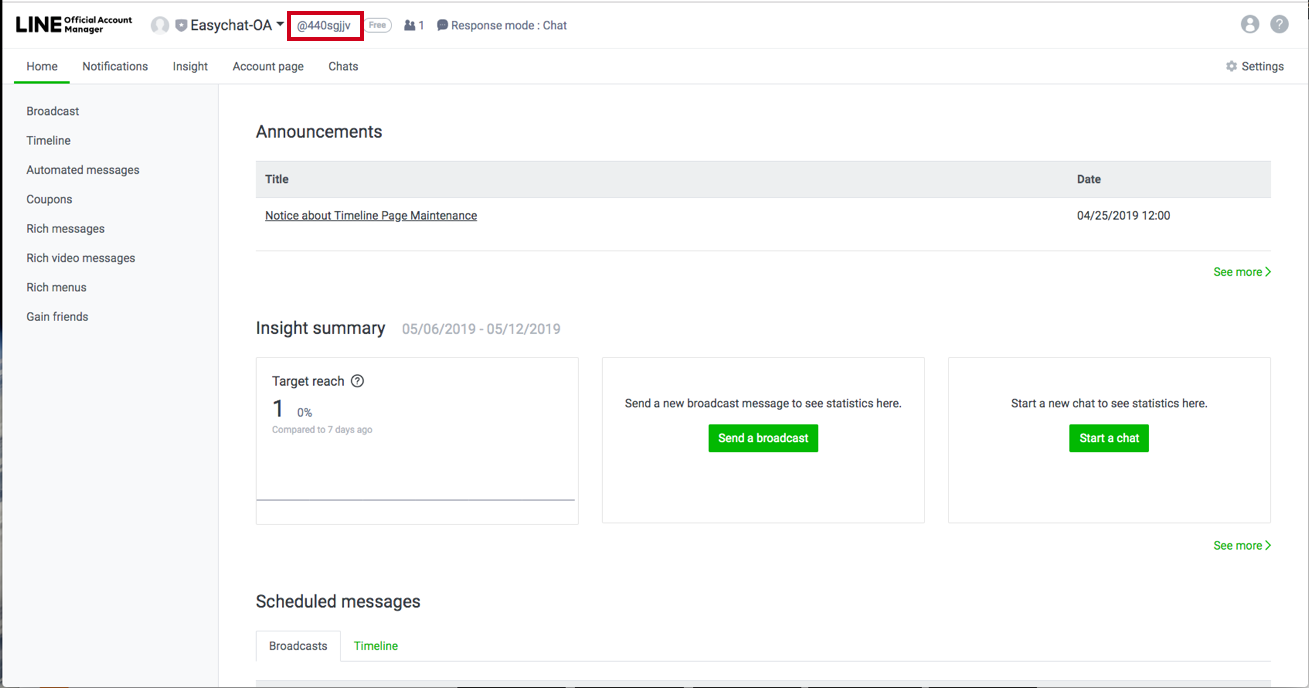 LINE Official Account Manager Easychat-OA @440sgjjv Free 1 Response mode : Chat ?
Home Notifications Insight Account page Chats Settings
Broadcast
Timeline
Automated messages
Coupons
Rich messages
Rich video messages
Rich menus
Gain friends
Announcements
Title Date
Notice about Timeline Page Maintenance 04/25/2019 12:00
See more
Insight summary 05/06/2019 - 05/12/2019
Target reach ?
1 0%
Compared to 7 days ago
Send a new broadcast message to see statistics here.
Send a broadcast
Start a new chat to see statistics here.
Start a chat
See more
Scheduled messages
Broadcasts Timeline